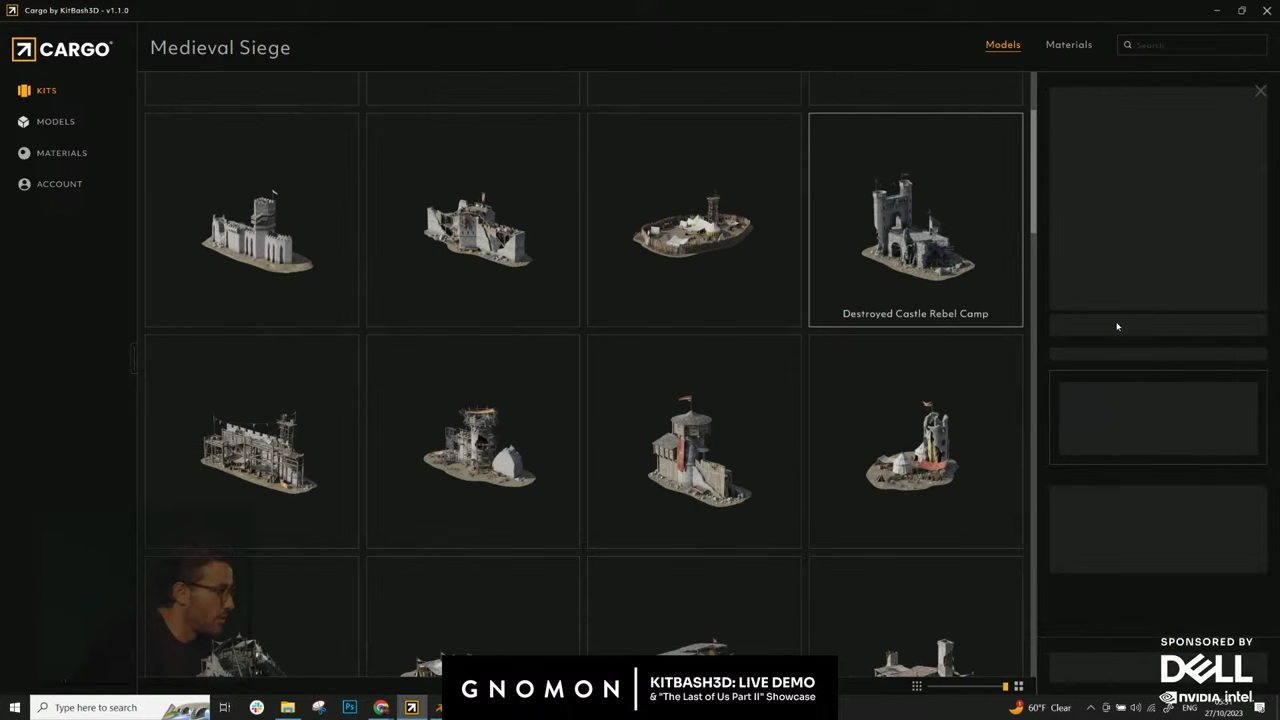 Cargo by KitBash3D - v1.1.0
CARGO
Medieval Siege
Models
Materials
Search
KITS
MODELS
MATERIALS
ACCOUNT
Destroyed Castle Rebel Camp
SPONSORED BY
DELL
NVIDIA intel
GNOMON
KITBASH3D: LIVE DEMO
& "The Last of Us Part II" Showcase
Type here to search
Ps
60°F Clear
ENG
27/10/2023